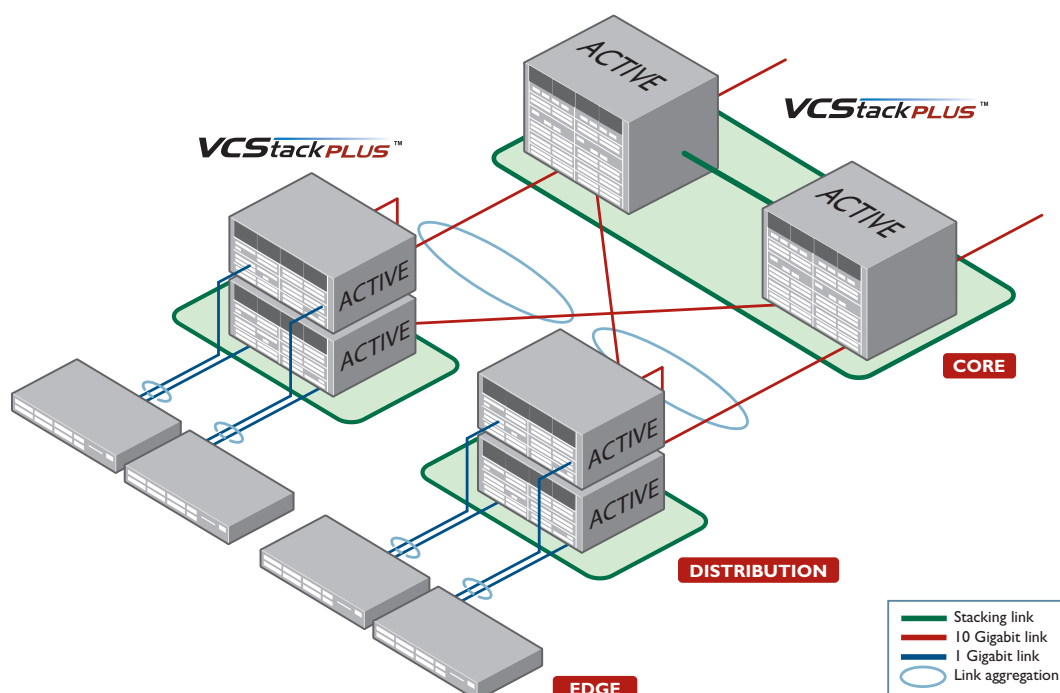 ACTIVE
VCStackPLUS™
VCStackPLUS™
ACTIVE
ACTIVE
ACTIVE
CORE
ACTIVE
ACTIVE
DISTRIBUTION
Stacking link
10 Gigabit link
1 Gigabit link
Link aggregation
EDGE